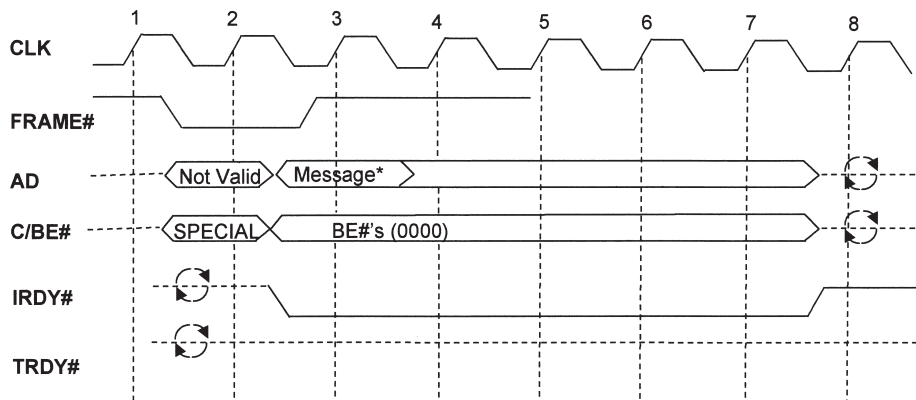 1 2 3 4 5 6 7 8
CLK
FRAME#
AD Not Valid Message*
C/BE# SPECIAL BE#'s (0000)
IRDY#
TRDY#